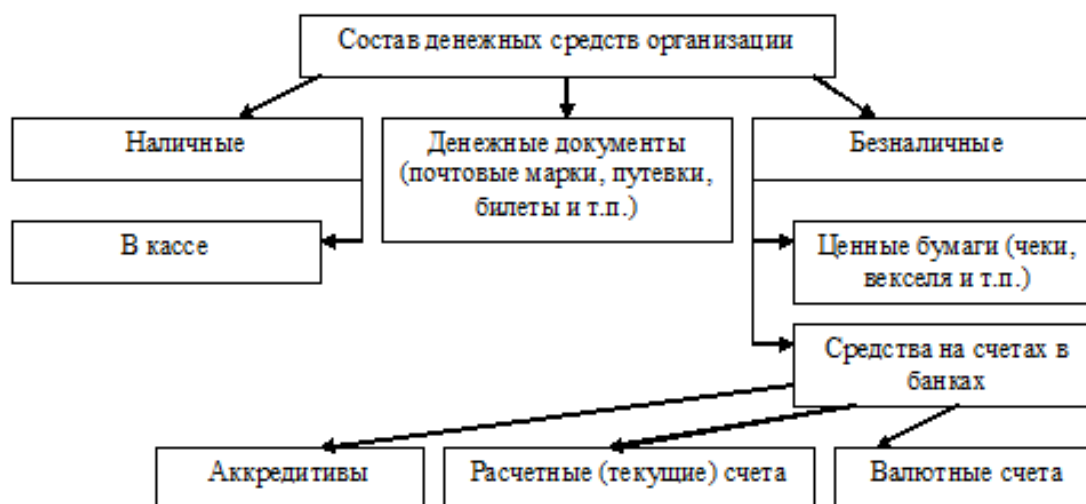 Состав денежных средств организации
Наличные
Денежные документы
(почтовые марки, путевки,
билеты и т.п.)
Безналичные
В кассе
Ценные бумаги (чеки,
векселя и т.п.)
Средства на счетах в
банках
Аккредитивы
Расчетные (текущие) счета
Валютные счета